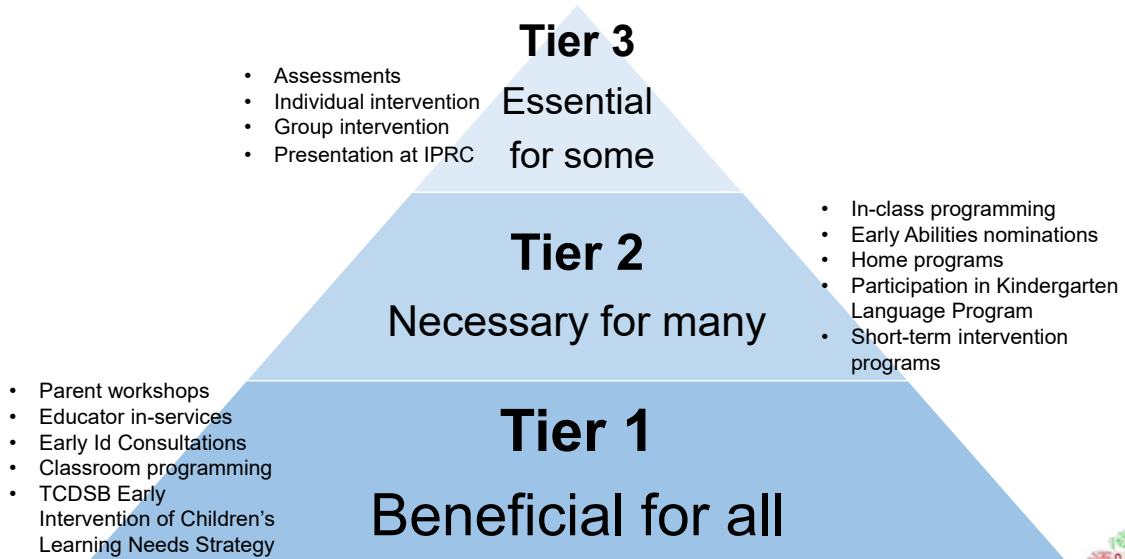 Tier 3
Essential
for some
• Assessments
• Individual intervention
• Group intervention
• Presentation at IPRC
Tier 2
Necessary for many
• In-class programming
• Early Abilities nominations
• Home programs
• Participation in Kindergarten
Language Program
• Short-term intervention
programs
Tier 1
Beneficial for all
• Parent workshops
• Educator in-services
• Early Id Consultations
• Classroom programming
• TCDSB Early
Intervention of Children's
Learning Needs Strategy